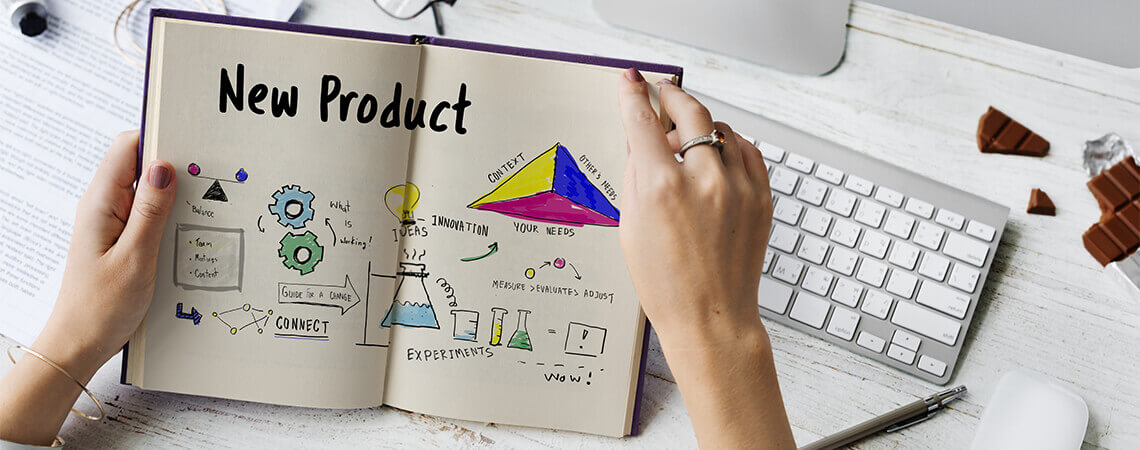 New Product
Balance
Team
Meetings
Content
What
is
working!
GUIDE FOR A CHANGE
CONNECT
IDEAS
INNOVATION
CONTEXT
OTHER'S NEEDS
YOUR NEEDS
MEASURE > EVALUATE > ADJUST
EXPERIMENTS
=
!
WOW!